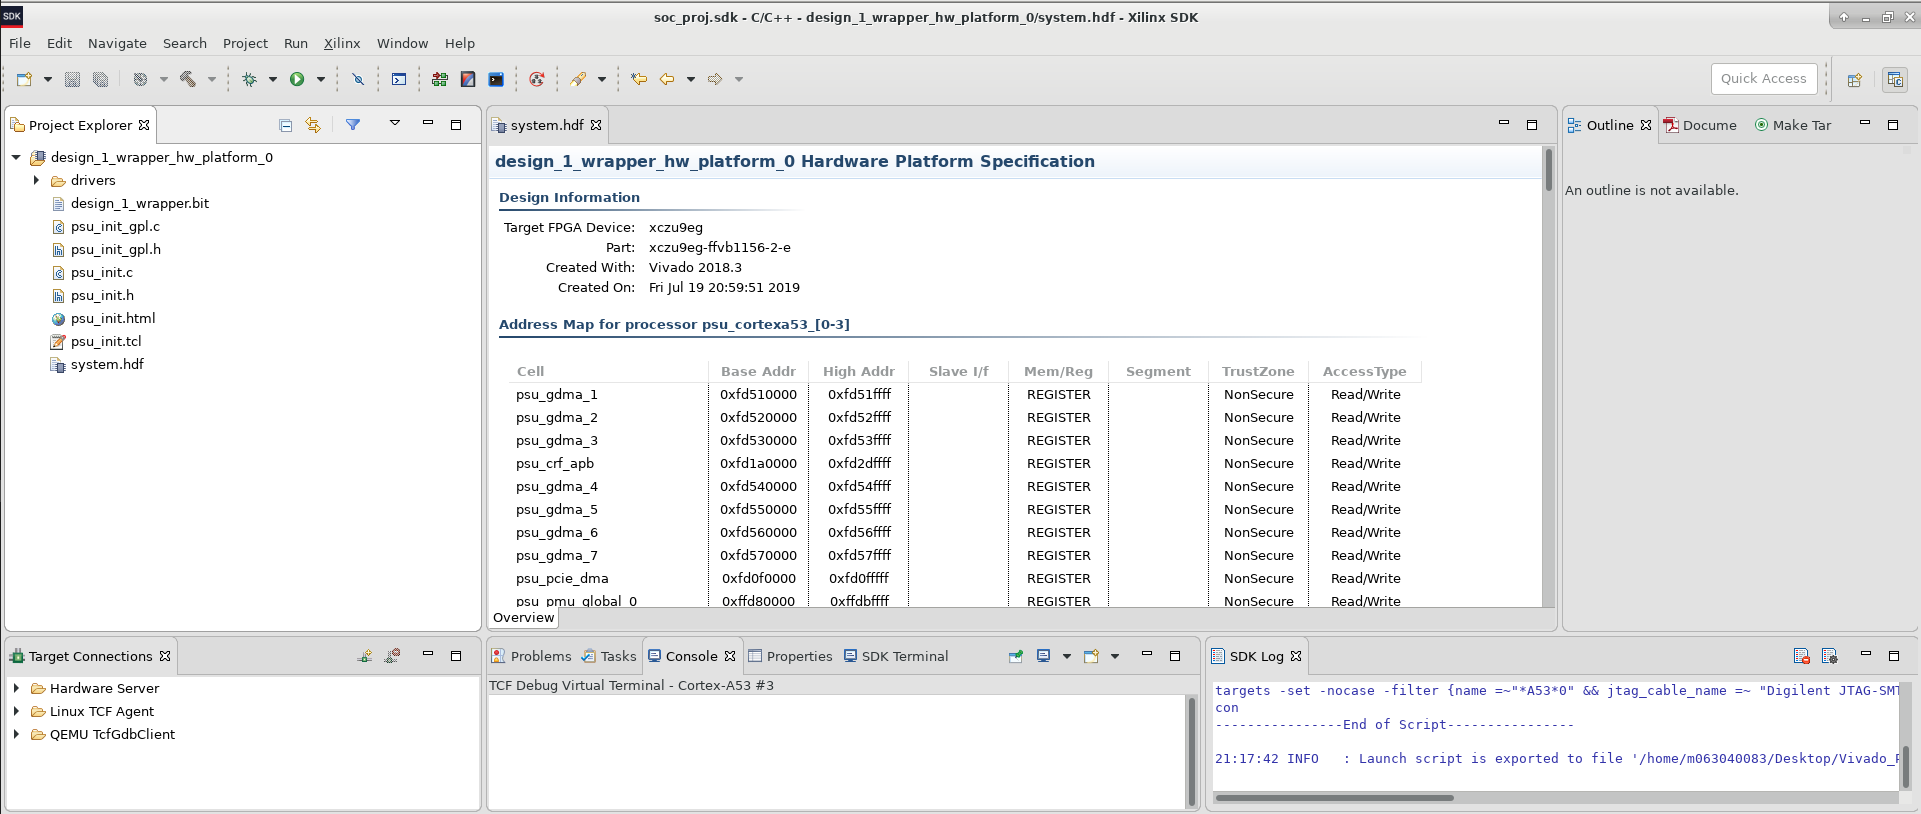 SDK
soc_proj.sdk - C/C++ - design_1_wrapper_hw_platform_0/system.hdf - Xilinx SDK
File Edit Navigate Search Project Run Xilinx Window Help
Quick Access
Project Explorer
design_1_wrapper_hw_platform_0
drivers
design_1_wrapper.bit
psu_init_gpl.c
psu_init_gpl.h
psu_init.c
psu_init.h
psu_init.html
psu_init.tcl
system.hdf
system.hdf
design_1_wrapper_hw_platform_0 Hardware Platform Specification
Design Information
Target FPGA Device: xczu9eg
Part: xczu9eg-ffvb1156-2-e
Created With: Vivado 2018.3
Created On: Fri Jul 19 20:59:51 2019
Address Map for processor psu_cortexa53_[0-3]
Cell Base Addr High Addr Slave I/f Mem/Reg Segment TrustZone AccessType
psu_gdma_1 0xfd510000 0xfd51ffff REGISTER NonSecure Read/Write
psu_gdma_2 0xfd520000 0xfd52ffff REGISTER NonSecure Read/Write
psu_gdma_3 0xfd530000 0xfd53ffff REGISTER NonSecure Read/Write
psu_crf_apb 0xfd1a0000 0xfd2dffff REGISTER NonSecure Read/Write
psu_gdma_4 0xfd540000 0xfd54ffff REGISTER NonSecure Read/Write
psu_gdma_5 0xfd550000 0xfd55ffff REGISTER NonSecure Read/Write
psu_gdma_6 0xfd560000 0xfd56ffff REGISTER NonSecure Read/Write
psu_gdma_7 0xfd570000 0xfd57ffff REGISTER NonSecure Read/Write
psu_pcie_dma 0xfd0f0000 0xfd0fffff REGISTER NonSecure Read/Write
psu_pmu_global_0 0xffd80000 0xffdbffff REGISTER NonSecure Read/Write
Overview
Outline Docume Make Tar
An outline is not available.
Target Connections
Hardware Server
Linux TCF Agent
QEMU TcfGdbClient
Problems Tasks Console Properties SDK Terminal
TCF Debug Virtual Terminal - Cortex-A53 #3
SDK Log
targets -set -nocase -filter {name =~"*A53*0" && jtag_cable_name =~ "Digilent JTAG-SMT
con
----------------End of Script----------------
21:17:42 INFO : Launch script is exported to file '/home/m063040083/Desktop/Vivado_P